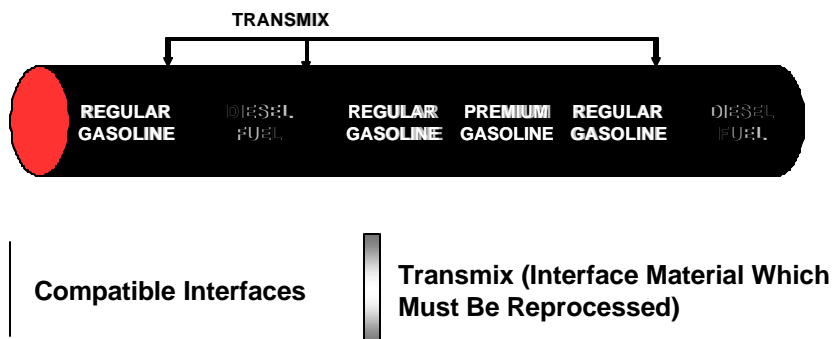 TRANSMIX
REGULAR DIESEL REGULAR PREMIUM REGULAR DIESEL
GASOLINE FUEL GASOLINE GASOLINE GASOLINE FUEL
Compatible Interfaces
Transmix (Interface Material Which
Must Be Reprocessed)